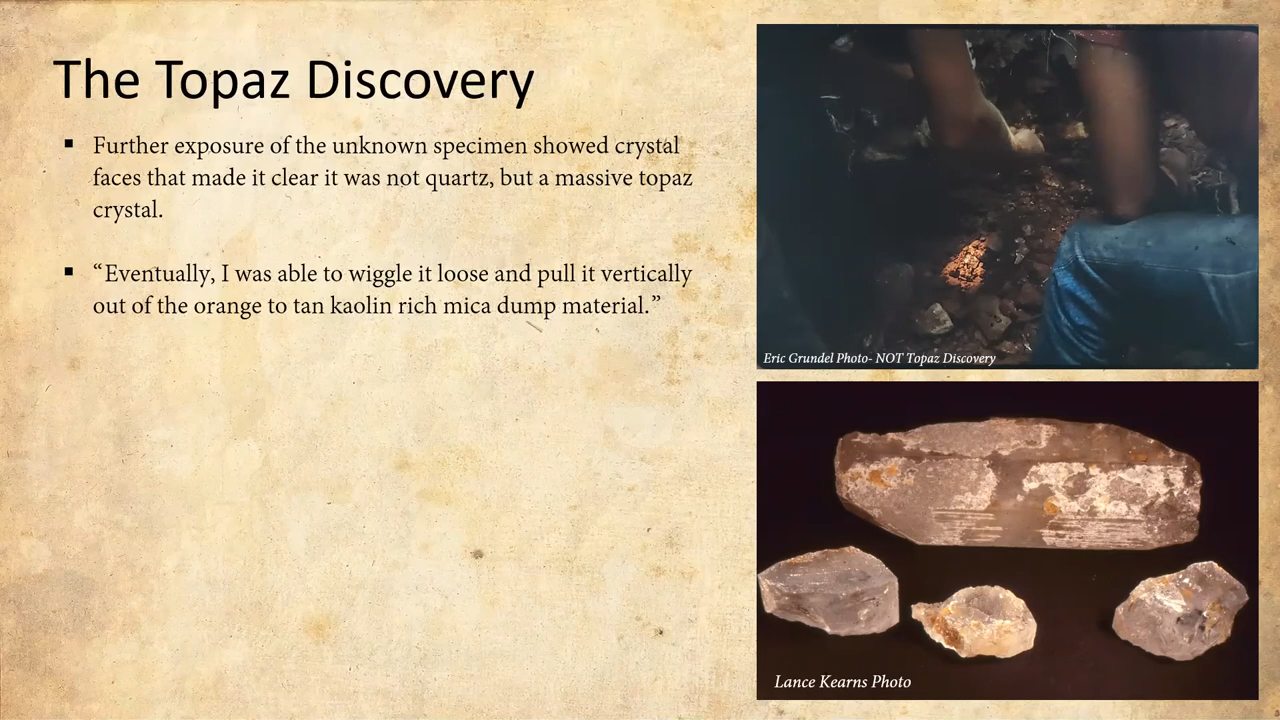 The Topaz Discovery
▪ Further exposure of the unknown specimen showed crystal
faces that made it clear it was not quartz, but a massive topaz
crystal.
▪ “Eventually, I was able to wiggle it loose and pull it vertically
out of the orange to tan kaolin rich mica dump material.”
Eric Grundel Photo- NOT Topaz Discovery
Lance Kearns Photo